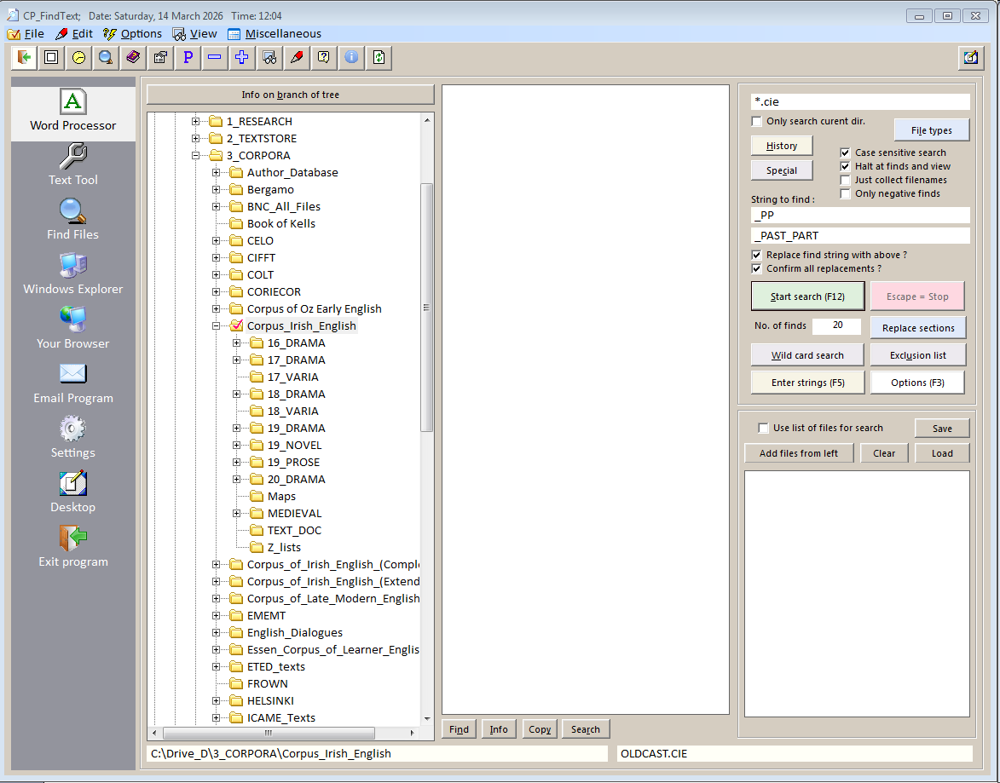 CP_FindText; Date: Saturday, 14 March 2026 Time: 12:04
File Edit Options View Miscellaneous
P
Word Processor
Text Tool
Find Files
Windows Explorer
Your Browser
Email Program
Settings
Desktop
Exit program
Info on branch of tree
1_RESEARCH
2_TEXTSTORE
3_CORPORA
Author_Database
Bergamo
BNC_All_Files
Book of Kells
CELO
CIFFT
COLT
CORIECOR
Corpus of Oz Early English
Corpus_Irish_English
16_DRAMA
17_DRAMA
17_VARIA
18_DRAMA
18_VARIA
19_DRAMA
19_NOVEL
19_PROSE
20_DRAMA
Maps
MEDIEVAL
TEXT_DOC
Z_lists
Corpus_of_Irish_English_(Compl
Corpus_of_Irish_English_(Extend
Corpus_of_Late_Modern_English
EMEMT
English_Dialogues
Essen_Corpus_of_Learner_Englis
ETED_texts
FROWN
HELSINKI
ICAME_Texts
Find Info Copy Search
*.cie
Only search curent dir.
File types
History
Special
Case sensitive search
Halt at finds and view
Just collect filenames
Only negative finds
String to find :
_PP
_PAST_PART
Replace find string with above ?
Confirm all replacements ?
Start search (F12) Escape = Stop
No. of finds 20 Replace sections
Wild card search Exclusion list
Enter strings (F5) Options (F3)
Use list of files for search Save
Add files from left Clear Load
C:\Drive_D\3_CORPORA\Corpus_Irish_English
OLDCAST.CIE